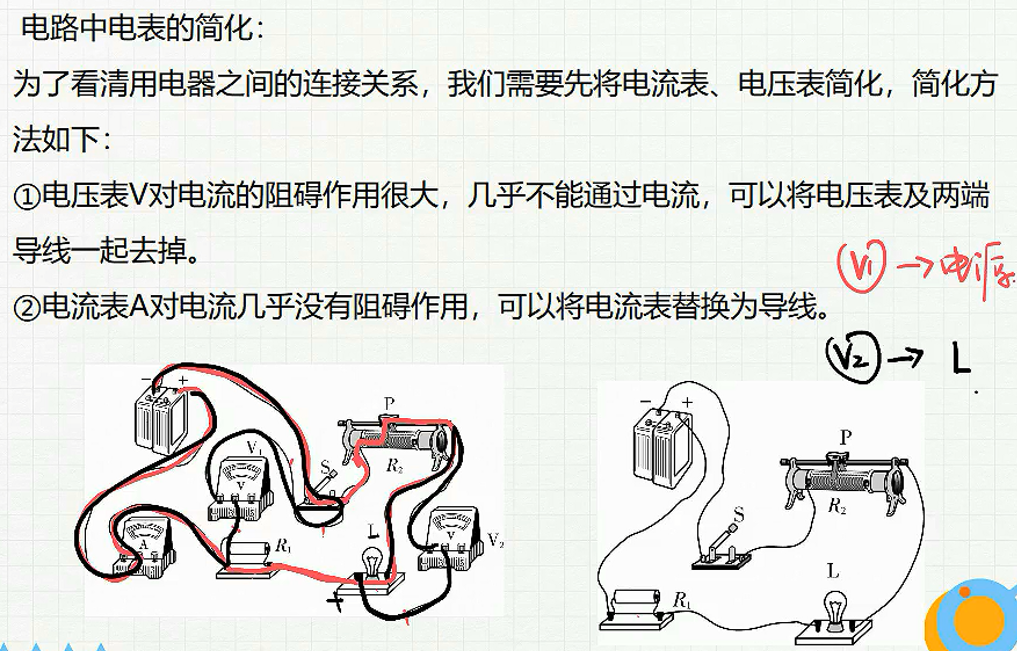 电路中电表的简化：
为了看清用电器之间的连接关系，我们需要先将电流表、电压表简化，简化方
法如下：
①电压表V对电流的阻碍作用很大，几乎不能通过电流，可以将电压表及两端
导线一起去掉。
V1 → 电源
②电流表A对电流几乎没有阻碍作用，可以将电流表替换为导线。
V2 → L
− +
P
V1
V
S
R2
A
R1
L
V
V2
+
− +
P
R2
S
R1
L